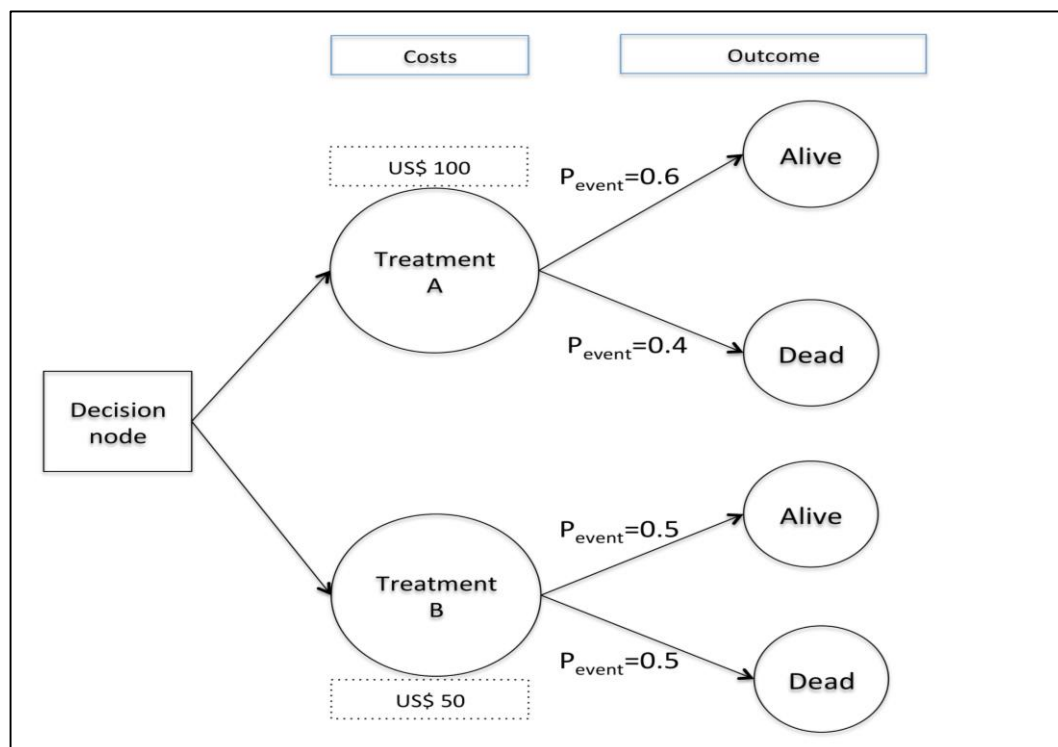 Costs
Outcome
US$ 100
Alive
P_event=0.6
Treatment
A
P_event=0.4
Dead
Decision
node
Alive
P_event=0.5
Treatment
B
P_event=0.5
Dead
US$ 50